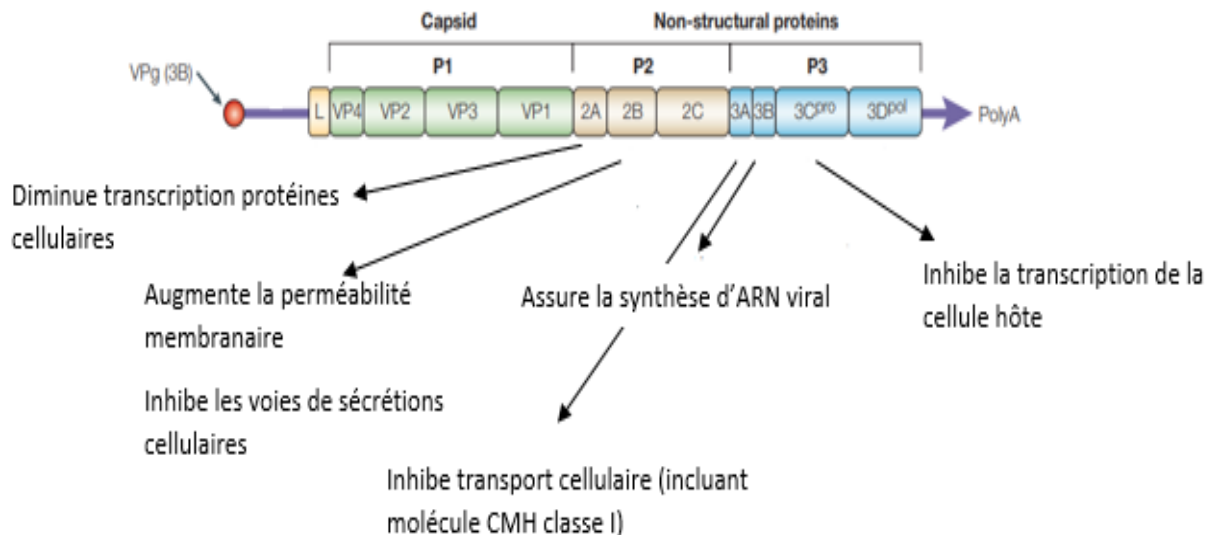 Capsid
Non-structural proteins
P1
P2
P3
VPg (3B)
L
VP4
VP2
VP3
VP1
2A
2B
2C
3A
3B
3Cpro
3Dpol
PolyA
Diminue transcription protéines
cellulaires
Augmente la perméabilité
membranaire
Assure la synthèse d’ARN viral
Inhibe la transcription de la
cellule hôte
Inhibe les voies de sécrétions
cellulaires
Inhibe transport cellulaire (incluant
molécule CMH classe I)